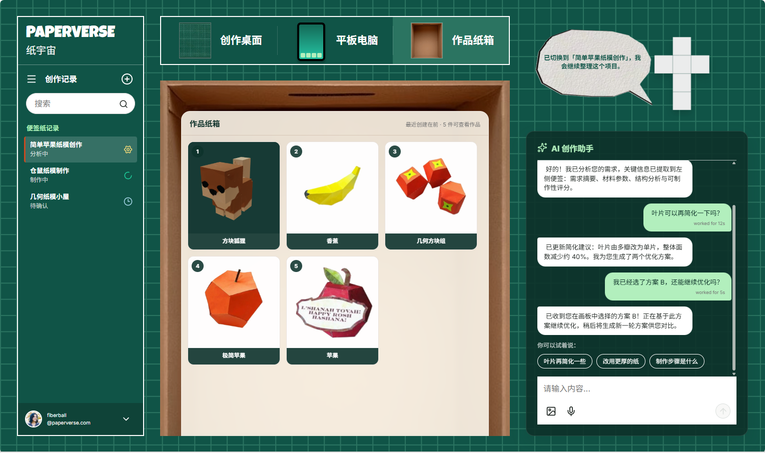 PAPERVERSE
纸宇宙
创作记录
搜索
便签纸记录
简单苹果纸模创作
分析中
仓鼠纸模制作
制作中
几何纸模小屋
待确认
fiberball
@paperverse.com
创作桌面
平板电脑
作品纸箱
作品纸箱
最近创建在前 · 5 件可查看作品
1
方块狐狸
2
香蕉
3
几何方块组
4
极简苹果
5
L'SHANAH TOVAH!
HAPPY ROSH
HASHANA!
苹果
已切换到「简单苹果纸模创作」，我
会继续整理这个项目。
AI 创作助手
好的！我已分析您的需求，关键信息已提取到左
侧便签：需求摘要、材料参数、结构分析与可制
作性评分。
叶片可以再简化一下吗？
worked for 12s
已更新简化建议：叶片由多瓣改为单片，整体面
数减少约 40%。我为您生成了两个优化方案。
我已经选了方案 B，还能继续优化吗？
worked for 5s
已收到您在画板中选择的方案 B！正在基于此方
案继续优化，稍后将生成新一轮方案供您对比。
你可以试着说：
叶片再简化一些
改用更厚的纸
制作步骤是什么
请输入内容...